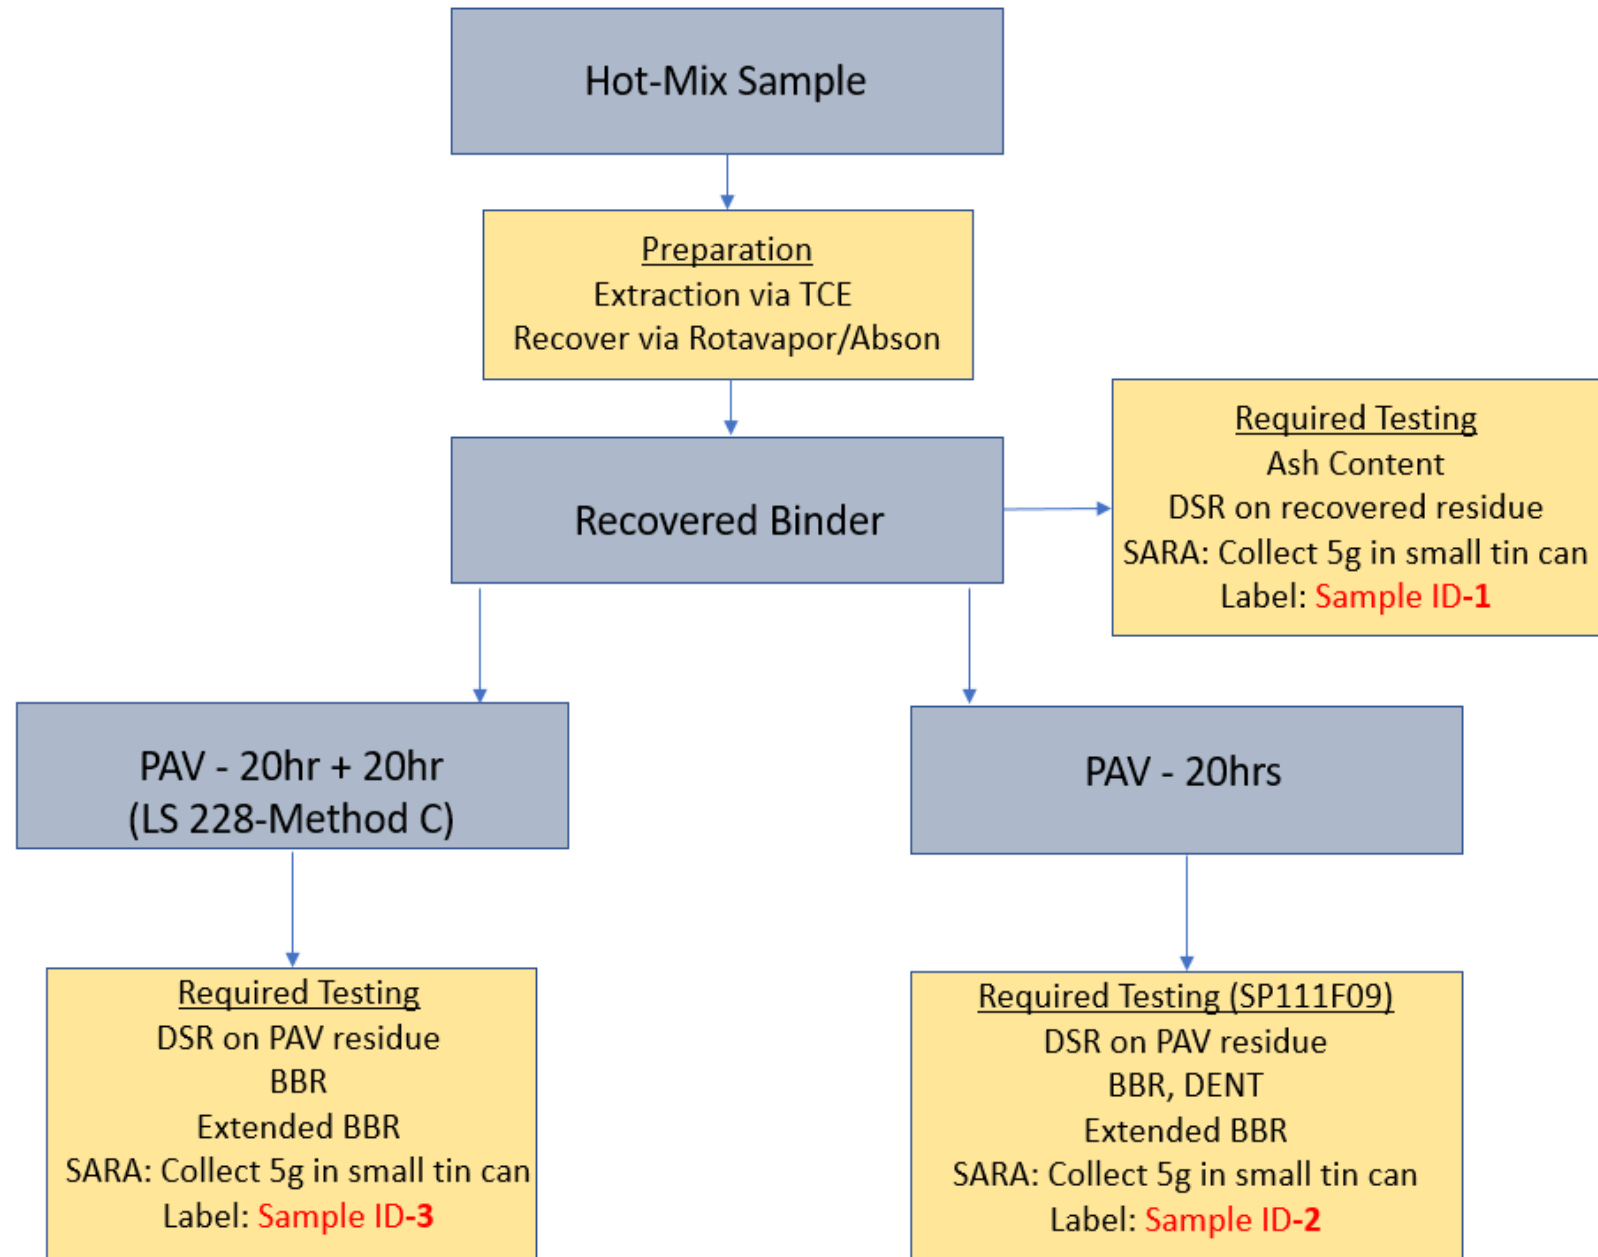 Hot-Mix Sample
Preparation
Extraction via TCE
Recover via Rotavapor/Abson
Recovered Binder
Required Testing
Ash Content
DSR on recovered residue
SARA: Collect 5g in small tin can
Label: Sample ID-1
PAV - 20hr + 20hr
(LS 228-Method C)
PAV - 20hrs
Required Testing
DSR on PAV residue
BBR
Extended BBR
SARA: Collect 5g in small tin can
Label: Sample ID-3
Required Testing (SP111F09)
DSR on PAV residue
BBR, DENT
Extended BBR
SARA: Collect 5g in small tin can
Label: Sample ID-2